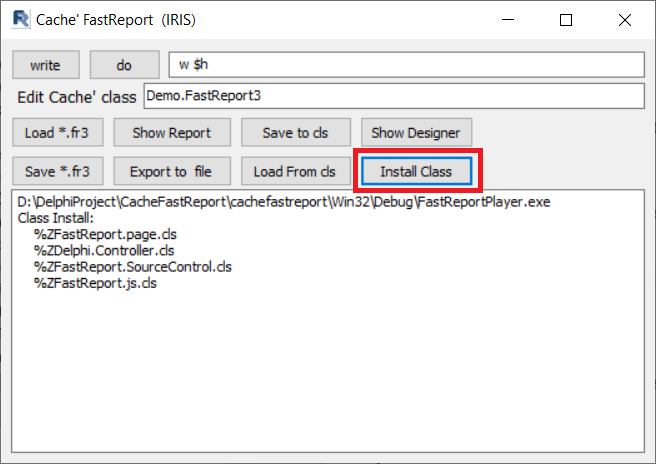 Cache' FastReport (IRIS)
write do w $h
Edit Cache' class Demo.FastReport3
Load *.fr3 Show Report Save to cls Show Designer
Save *.fr3 Export to file Load From cls Install Class
D:\DelphiProject\CacheFastReport\cachefastreport\Win32\Debug\FastReportPlayer.exe
Class Install:
%ZFastReport.page.cls
%ZDelphi.Controller.cls
%ZFastReport.SourceControl.cls
%ZFastReport.js.cls